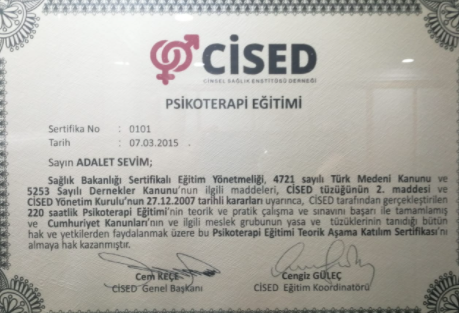 CİSED
CİNSEL SAĞLIK ENSTİTÜSÜ DERNEĞİ
PSİKOTERAPİ EĞİTİMİ
Sertifika No : 0101
Tarih : 07.03.2015
Sayın ADALET SEVİM;
Sağlık Bakanlığı Sertifikalı Eğitim Yönetmeliği, 4721 sayılı Türk Medeni Kanunu ve
5253 Sayılı Dernekler Kanunu'nun ilgili maddeleri, CİSED tüzüğünün 2. maddesi ve
CİSED Yönetim Kurulu'nun 27.12.2007 tarihli kararları uyarınca, CİSED tarafından gerçekleştirilen
220 saatlik Psikoterapi Eğitimi'nin teorik ve pratik çalışma ve sınavını başarı ile tamamlamış
ve Cumhuriyet Kanunları'nın ve ilgili meslek grubunun yasa ve tüzüklerinin tanıdığı bütün
hak ve yetkilerden faydalanmak üzere bu Psikoterapi Eğitimi Teorik Aşama Katılım Sertifikası'nı
almaya hak kazanmıştır.
Cem KEÇE
CİSED Genel Başkanı
Cengiz GÜLEÇ
CİSED Eğitim Koordinatörü